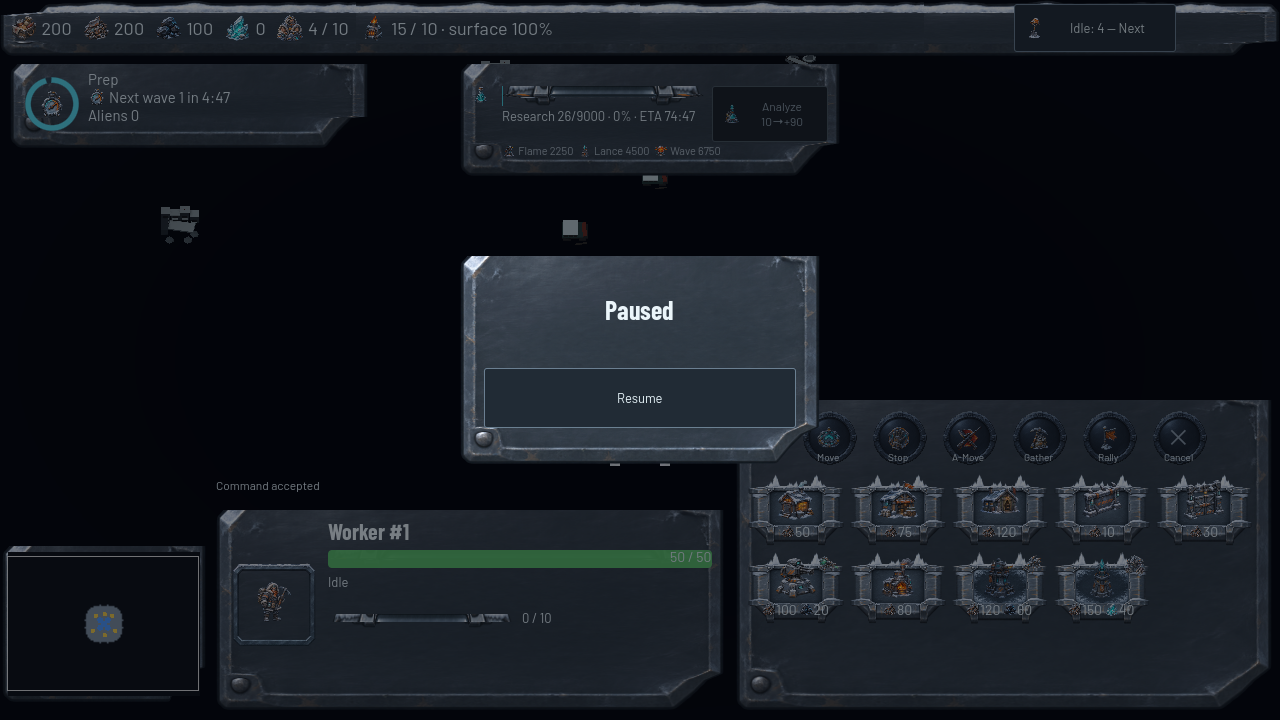 200 200 100 0 4 / 10 15 / 10 · surface 100%
Idle: 4 — Next
Prep
Next wave 1 in 4:47
Aliens 0
Research 26/9000 · 0% · ETA 74:47
Analyze
10→+90
Flame 2250 Lance 4500 Wave 6750
Paused
Resume
Move Stop A-Move Gather Rally Cancel
Command accepted
50 75 120 10 30
Worker #1
50 / 50
Idle
0 / 10
100 20 80 120 80 150 40